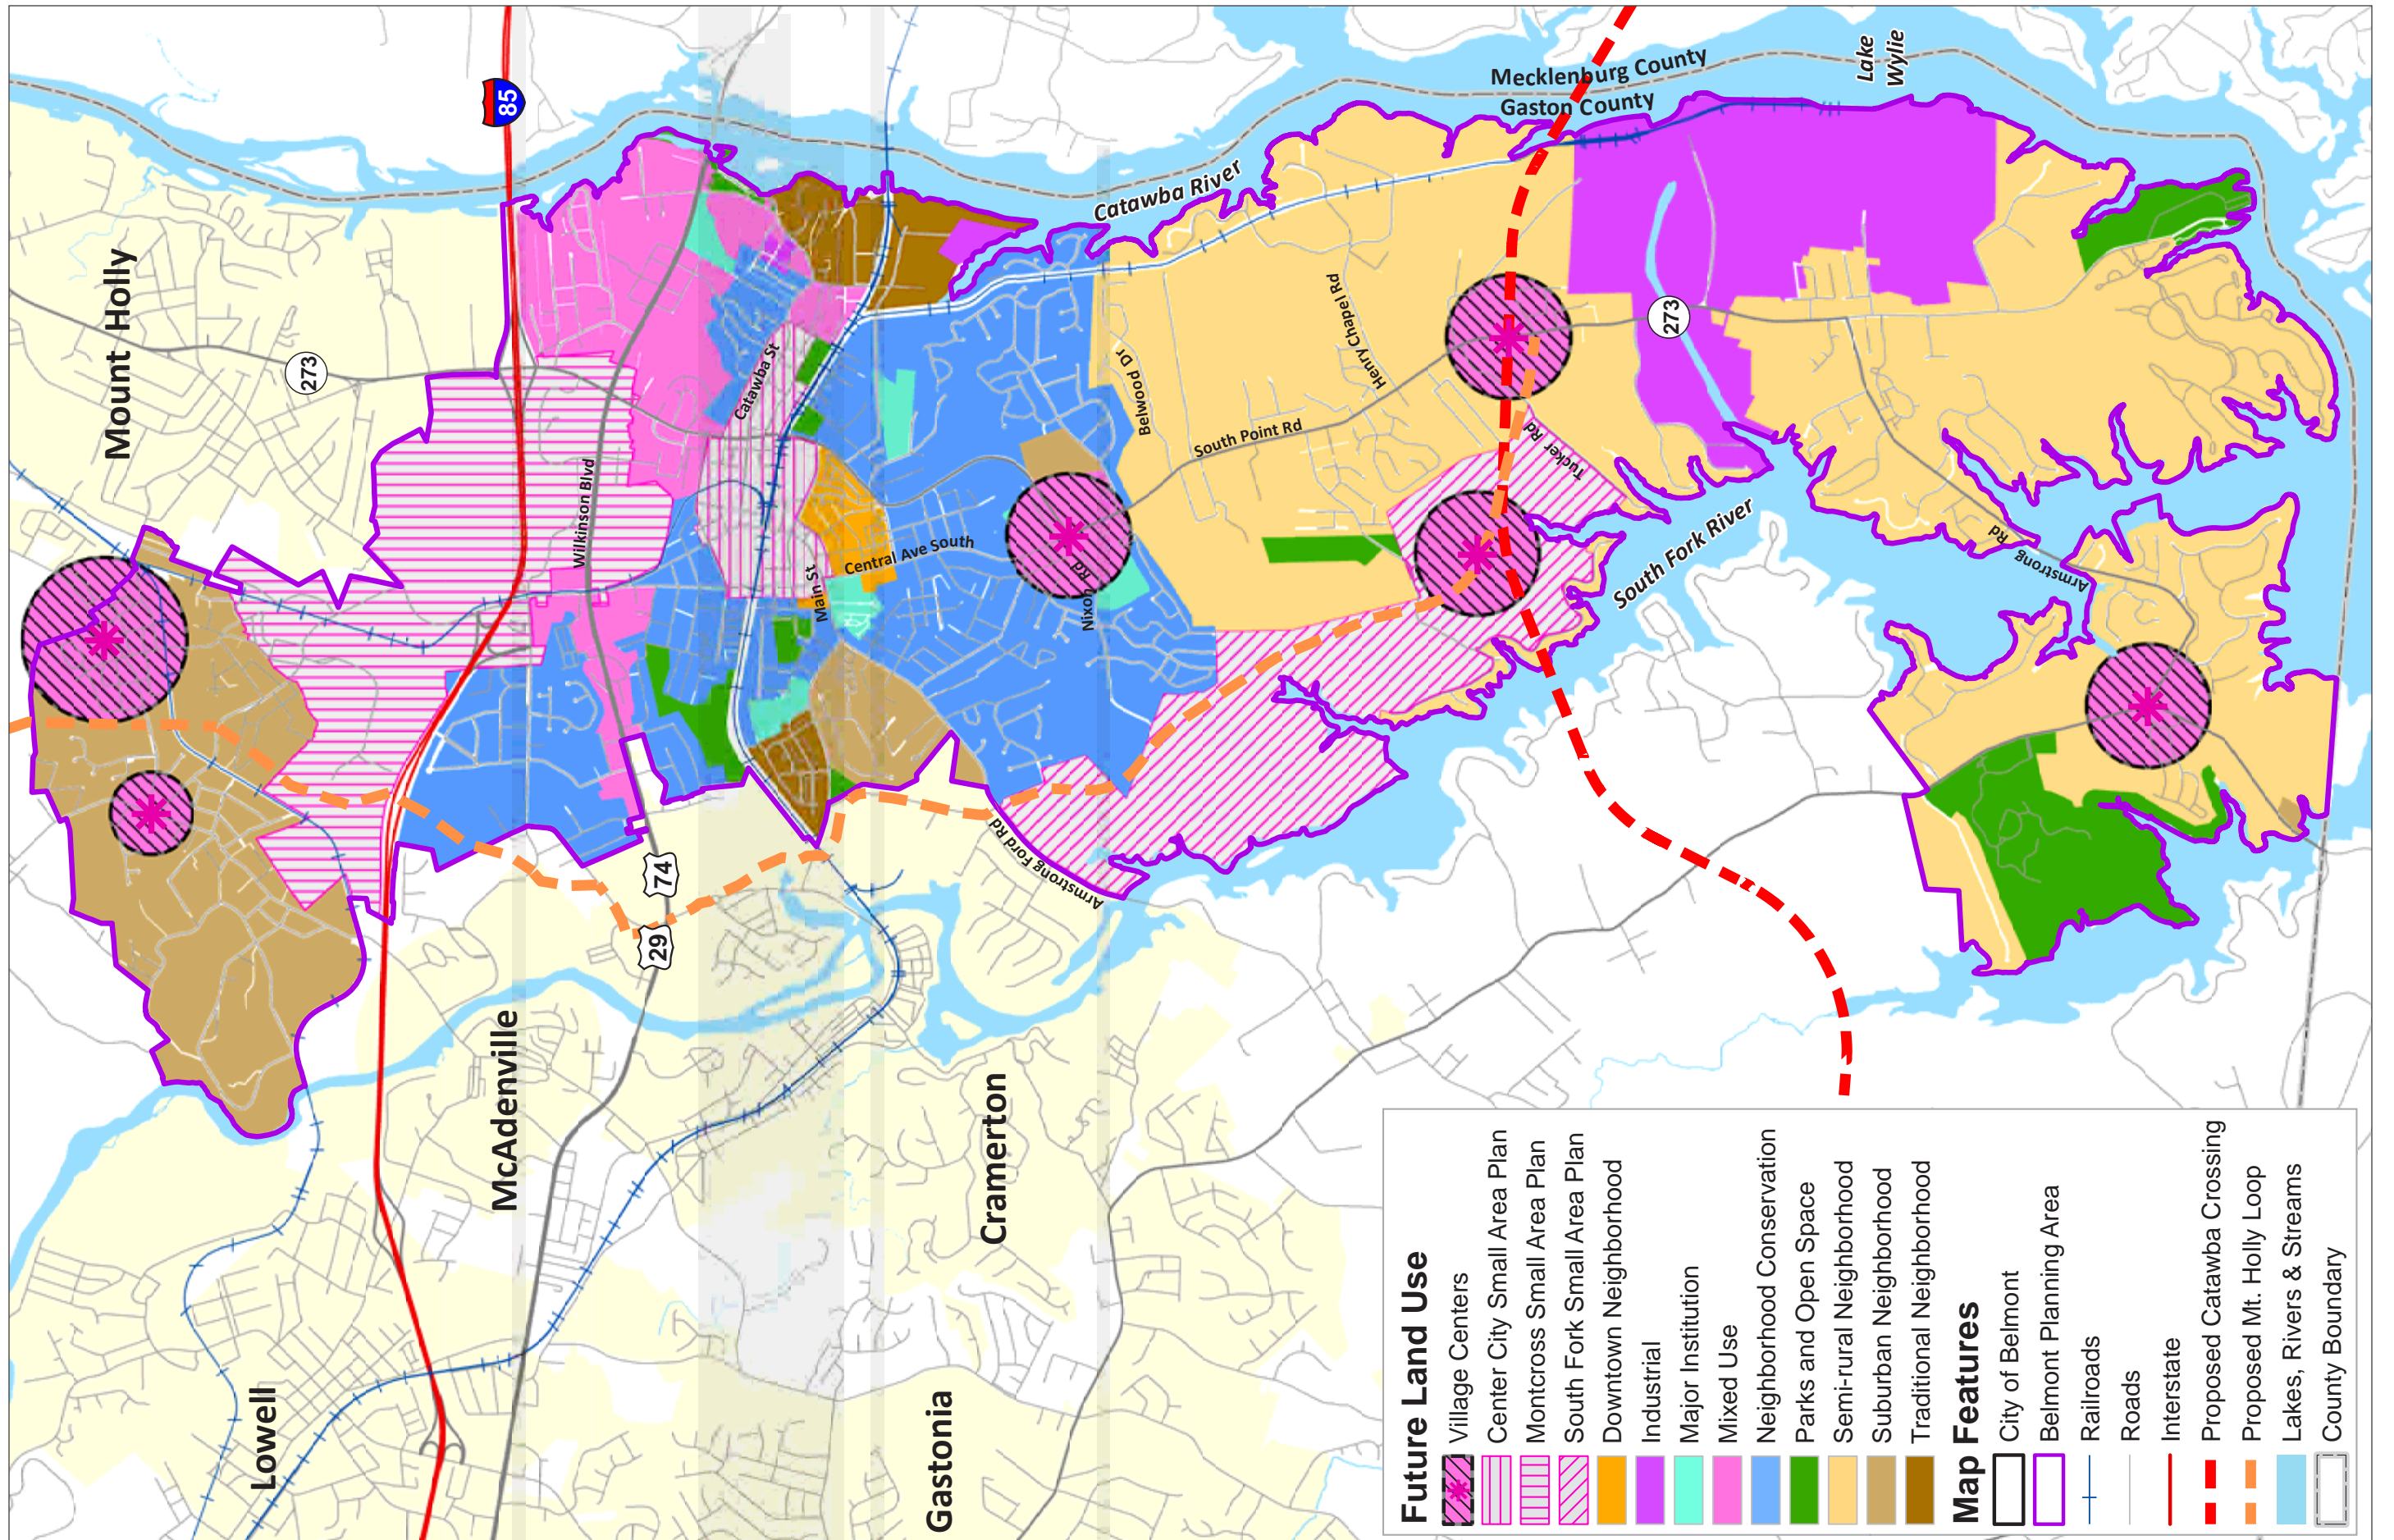 Mount Holly
Lowell
McAdenville
Cramerton
Gastonia
85
273
Wilkinson Blvd
74
29
Catawba St
Main St
Central Ave South
Nixon Rd
Armstrong Ford Rd
Belwood Dr
South Point Rd
Henry Chapel Rd
Tucker Rd
273
Armstrong Rd
Catawba River
South Fork River
Mecklenburg County
Gaston County
Lake
Wylie
Future Land Use
Village Centers
Center City Small Area Plan
Montcross Small Area Plan
South Fork Small Area Plan
Downtown Neighborhood
Industrial
Major Institution
Mixed Use
Neighborhood Conservation
Parks and Open Space
Semi-rural Neighborhood
Suburban Neighborhood
Traditional Neighborhood
Map Features
City of Belmont
Belmont Planning Area
Railroads
Roads
Interstate
Proposed Catawba Crossing
Proposed Mt. Holly Loop
Lakes, Rivers & Streams
County Boundary